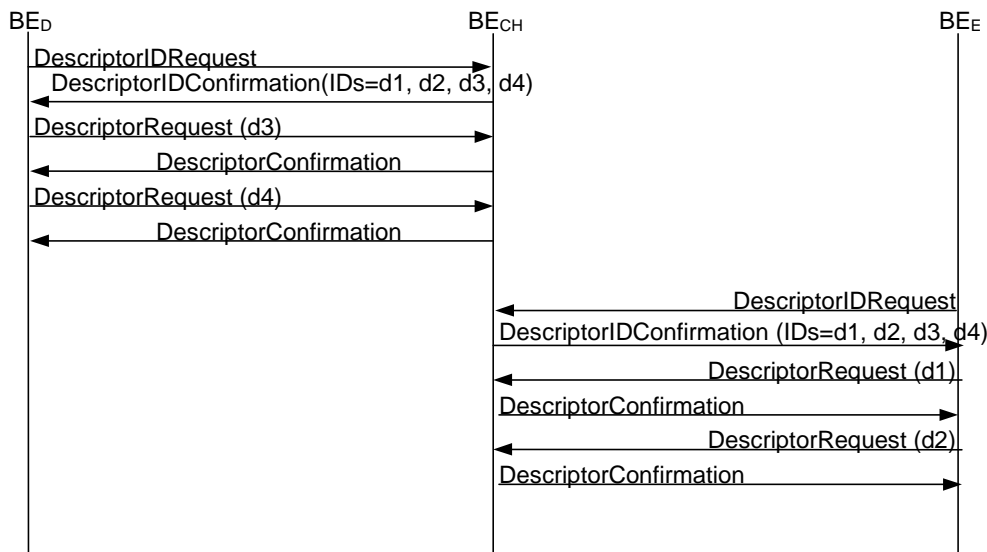 BED BECH BEE
DescriptorIDRequest
DescriptorIDConfirmation(IDs=d1, d2, d3, d4)
DescriptorRequest (d3)
DescriptorConfirmation
DescriptorRequest (d4)
DescriptorConfirmation
DescriptorIDRequest
DescriptorIDConfirmation (IDs=d1, d2, d3, d4)
DescriptorRequest (d1)
DescriptorConfirmation
DescriptorRequest (d2)
DescriptorConfirmation